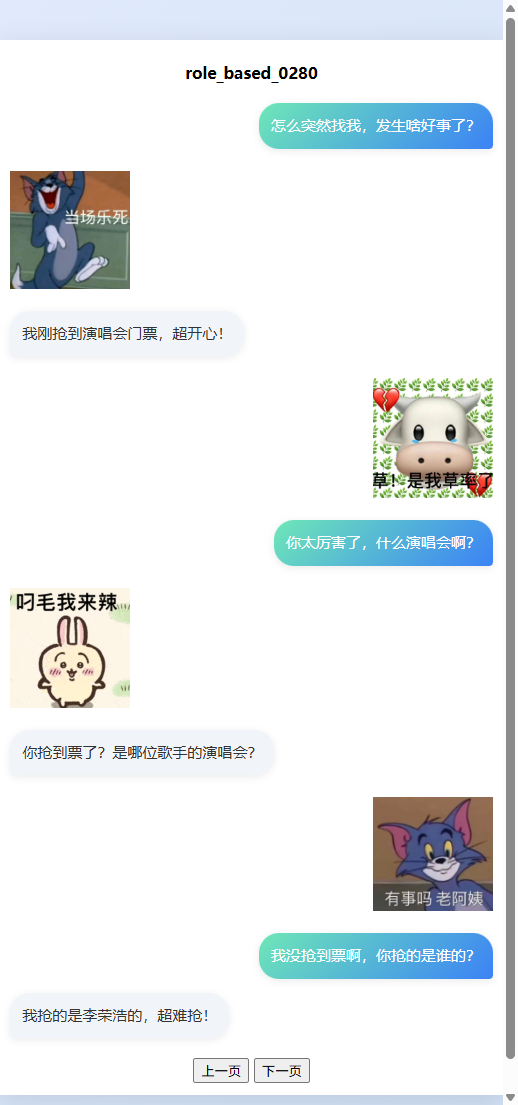 role_based_0280
怎么突然找我，发生啥好事了？
当场乐死
我刚抢到演唱会门票，超开心！
草！是我草率了
你太厉害了，什么演唱会啊？
叼毛我来辣
你抢到票了？是哪位歌手的演唱会？
有事吗 老阿姨
我没抢到票啊，你抢的是谁的？
我抢的是李荣浩的，超难抢！
上一页 下一页